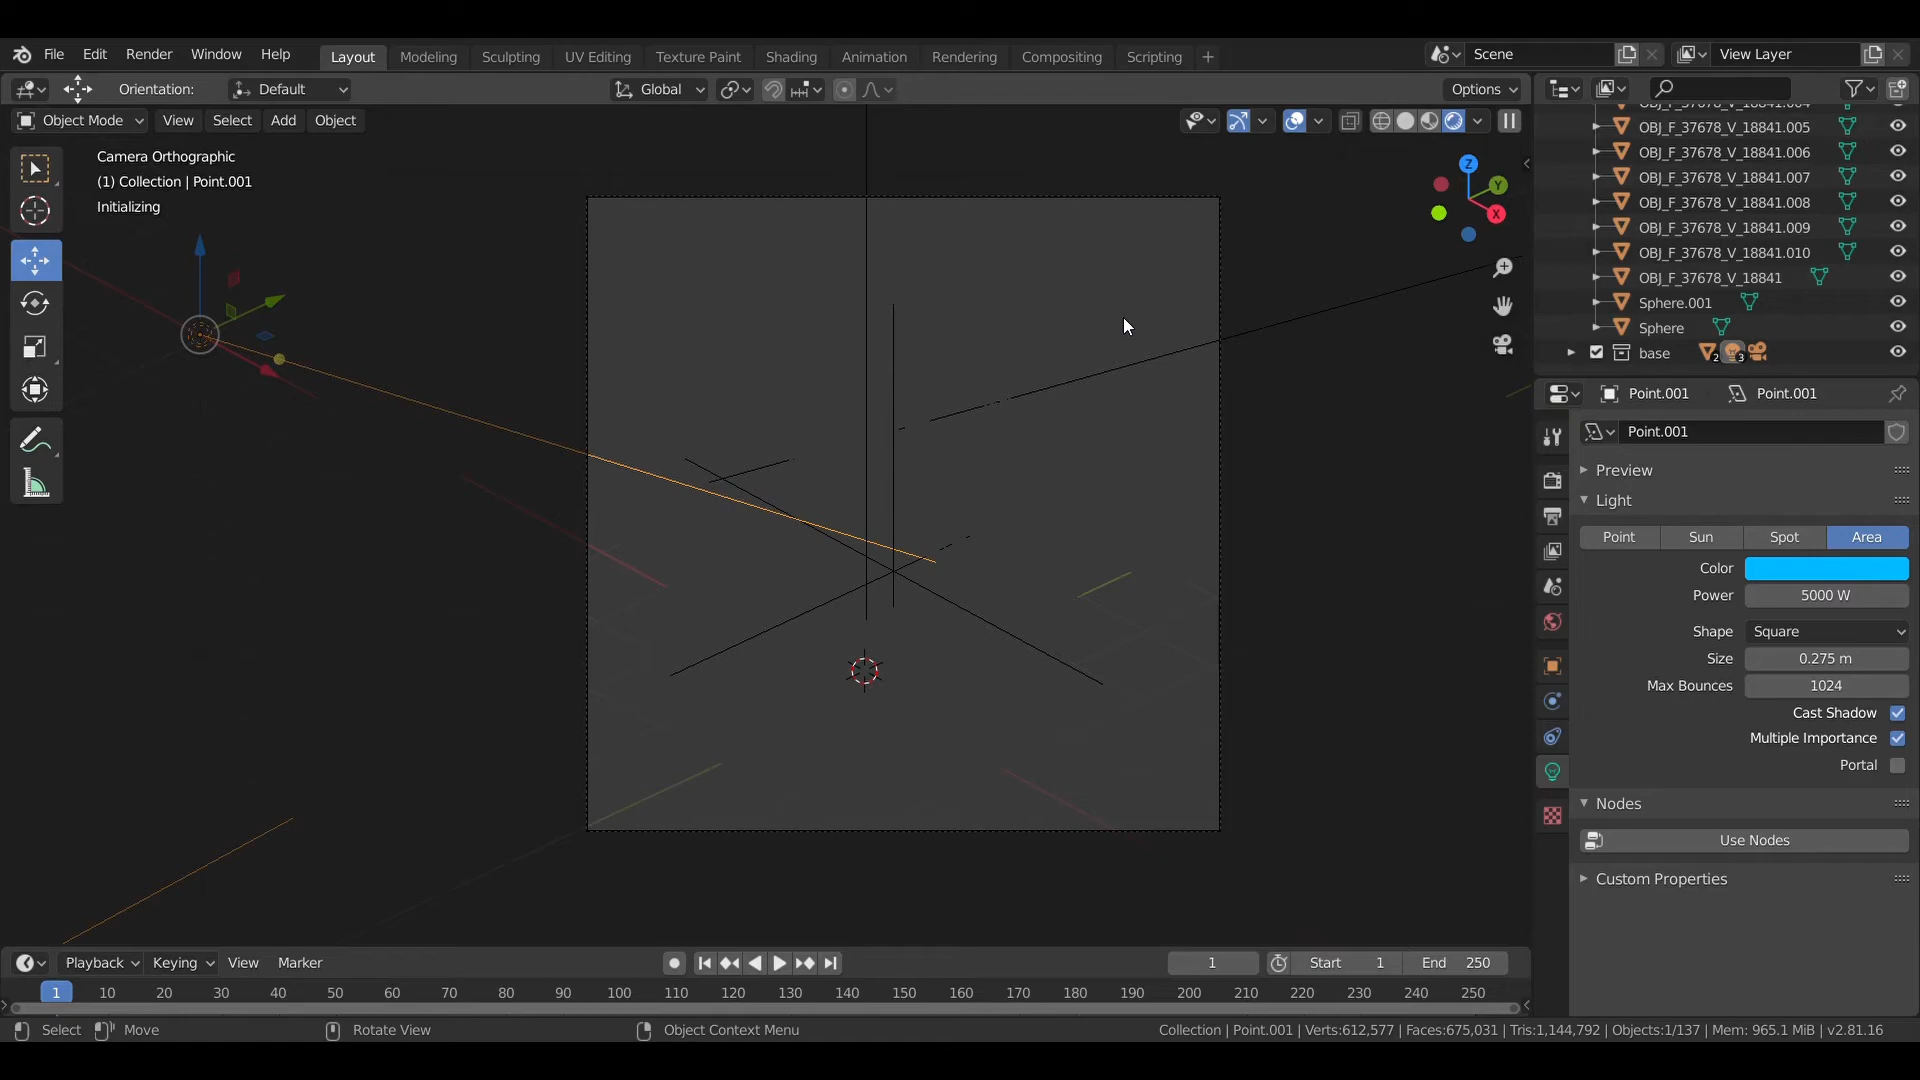 File Edit Render Window Help Layout Modeling Sculpting UV Editing Texture Paint Shading Animation Rendering Compositing Scripting + Scene View Layer
Orientation: Default Global Options
Object Mode View Select Add Object
Camera Orthographic
(1) Collection | Point.001
Initializing
Z
Y
X
OBJ_F_37678_V_18841.004
OBJ_F_37678_V_18841.005
OBJ_F_37678_V_18841.006
OBJ_F_37678_V_18841.007
OBJ_F_37678_V_18841.008
OBJ_F_37678_V_18841.009
OBJ_F_37678_V_18841.010
OBJ_F_37678_V_18841
Sphere.001
Sphere
base 2 3
Point.001 Point.001
Point.001
Preview
Light
Point Sun Spot Area
Color
Power 5000 W
Shape Square
Size 0.275 m
Max Bounces 1024
Cast Shadow
Multiple Importance
Portal
Nodes
Use Nodes
Custom Properties
Playback Keying View Marker 1 Start 1 End 250
1 10 20 30 40 50 60 70 80 90 100 110 120 130 140 150 160 170 180 190 200 210 220 230 240 250
Select Move Rotate View Object Context Menu Collection | Point.001 | Verts:612,577 | Faces:675,031 | Tris:1,144,792 | Objects:1/137 | Mem: 965.1 MiB | v2.81.16